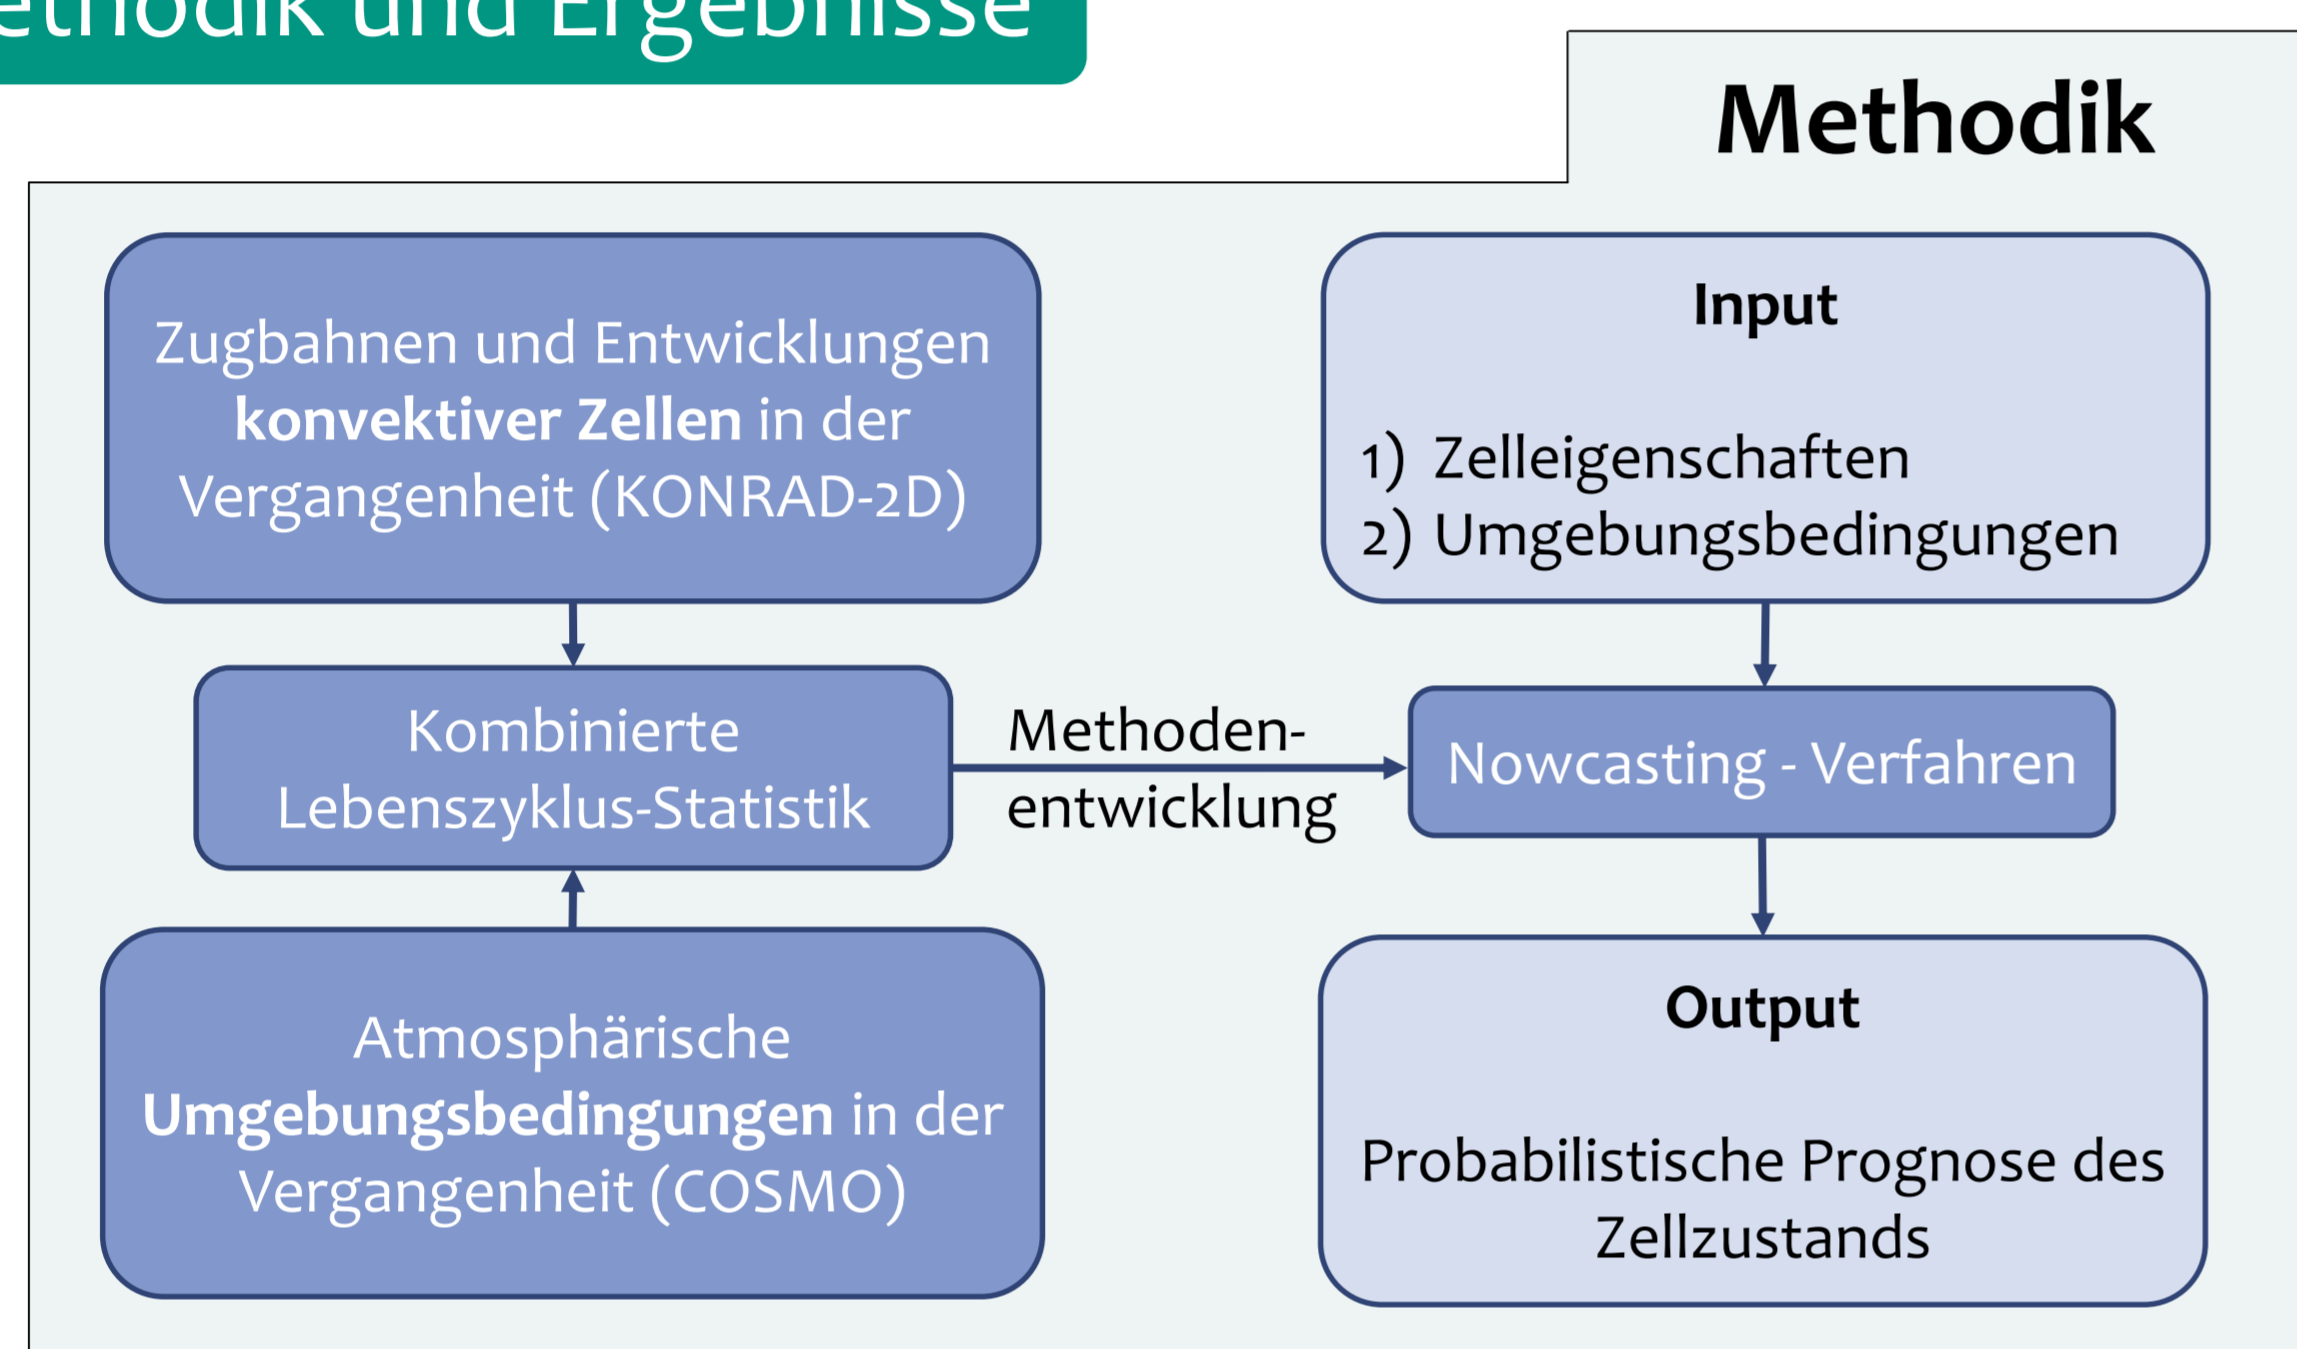 ethodik und Ergebnisse
Methodik
Zugbahnen und Entwicklungen
konvektiver Zellen in der
Vergangenheit (KONRAD-2D)
Kombinierte
Lebenszyklus-Statistik
Atmosphärische
Umgebungsbedingungen in der
Vergangenheit (COSMO)
Methoden-
entwicklung
Input
1) Zelleigenschaften
2) Umgebungsbedingungen
Nowcasting - Verfahren
Output
Probabilistische Prognose des
Zellzustands